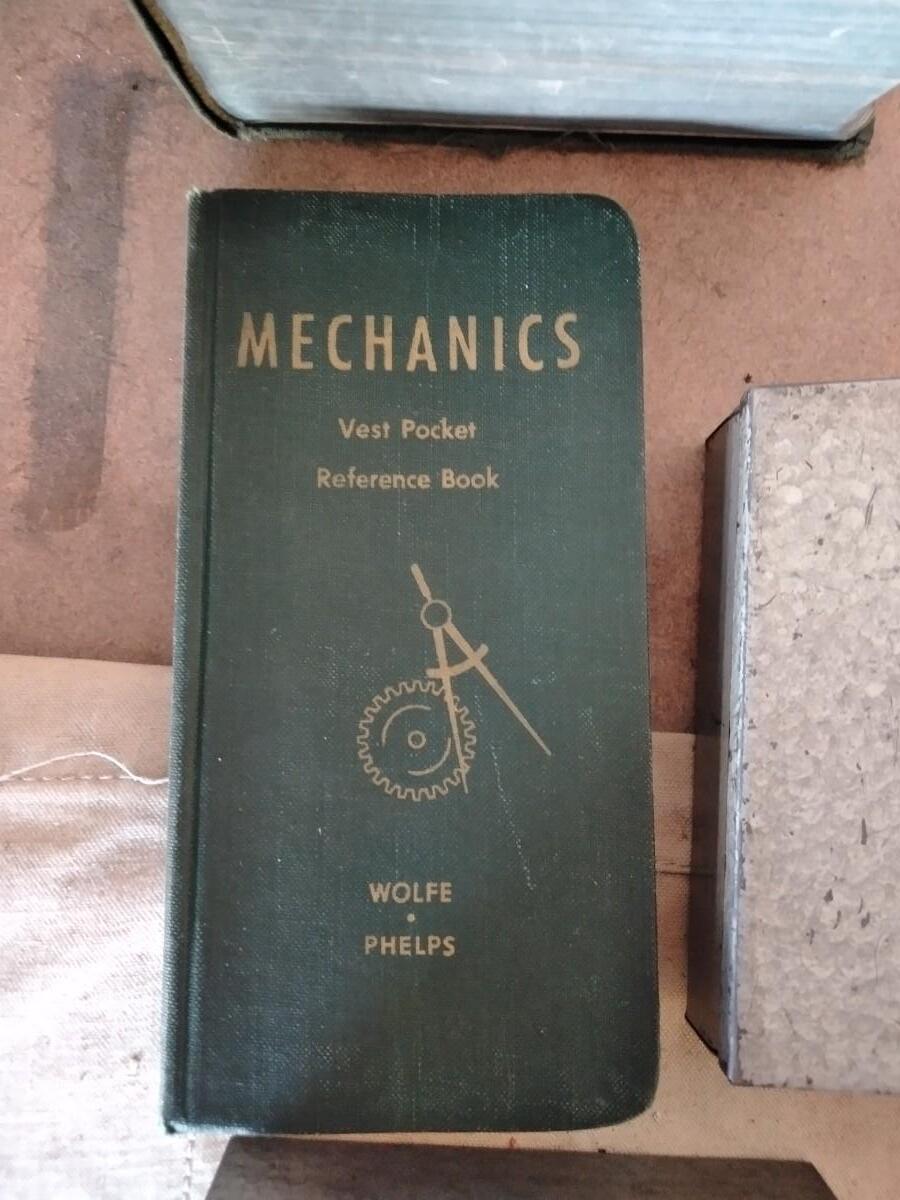 MECHANICS
Vest Pocket
Reference Book
WOLFE
•
PHELPS